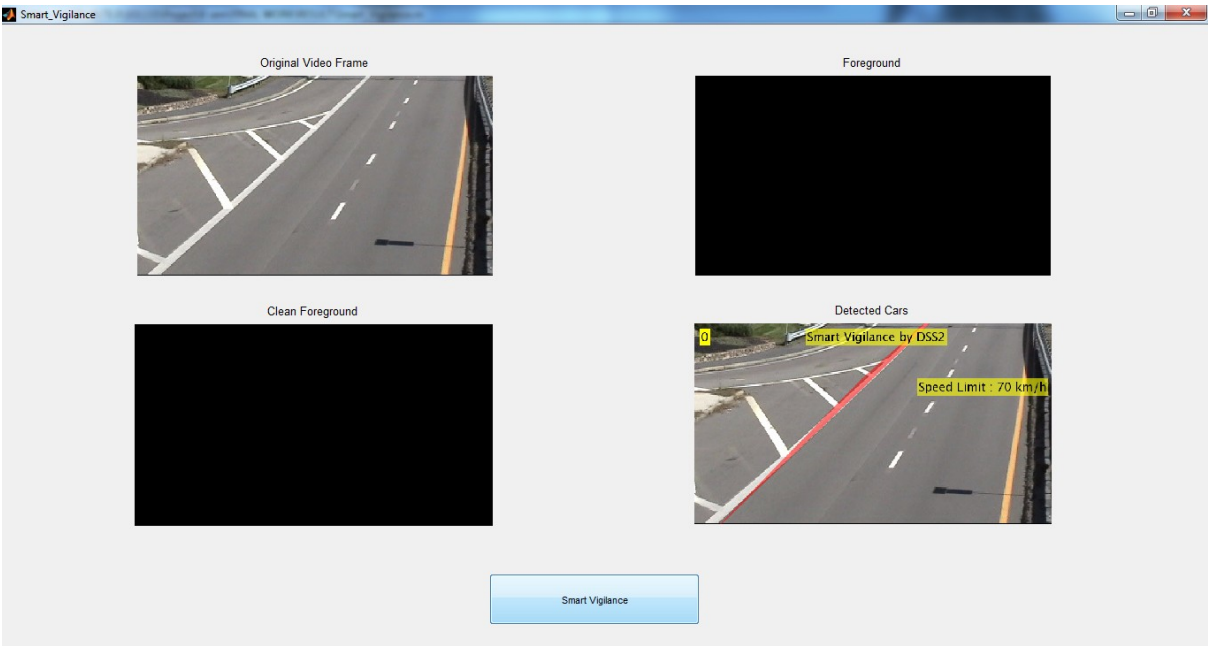 Smart_Vigilance
Original Video Frame
Foreground
Clean Foreground
Detected Cars
0
Smart Vigilance by DSS2
Speed Limit : 70 km/h
Smart Vigilance